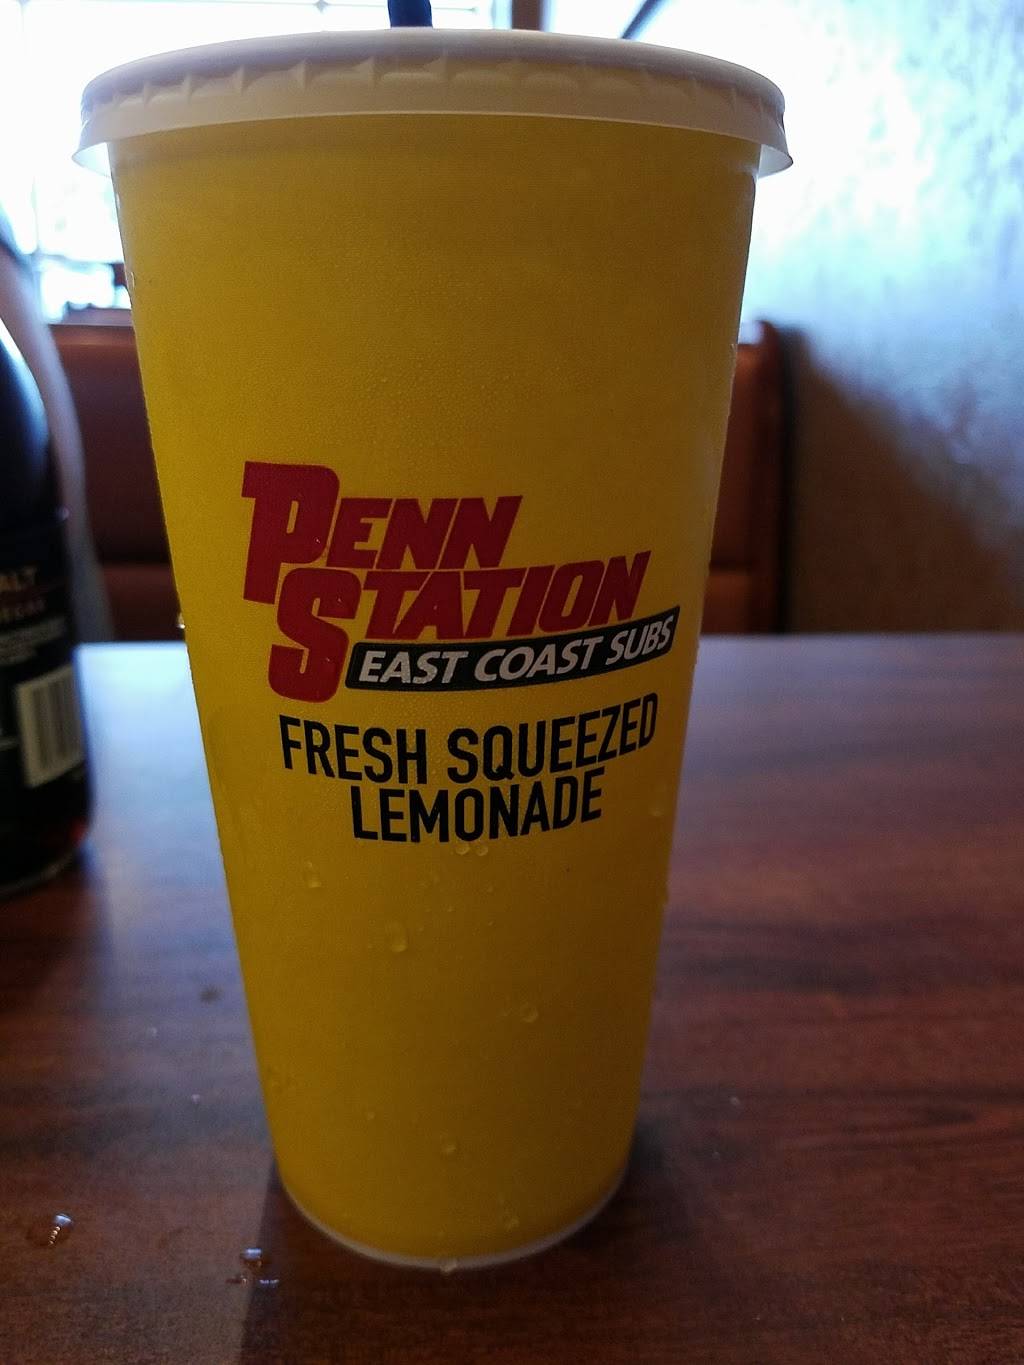 PENN
STATION
EAST COAST SUBS
FRESH SQUEEZED
LEMONADE